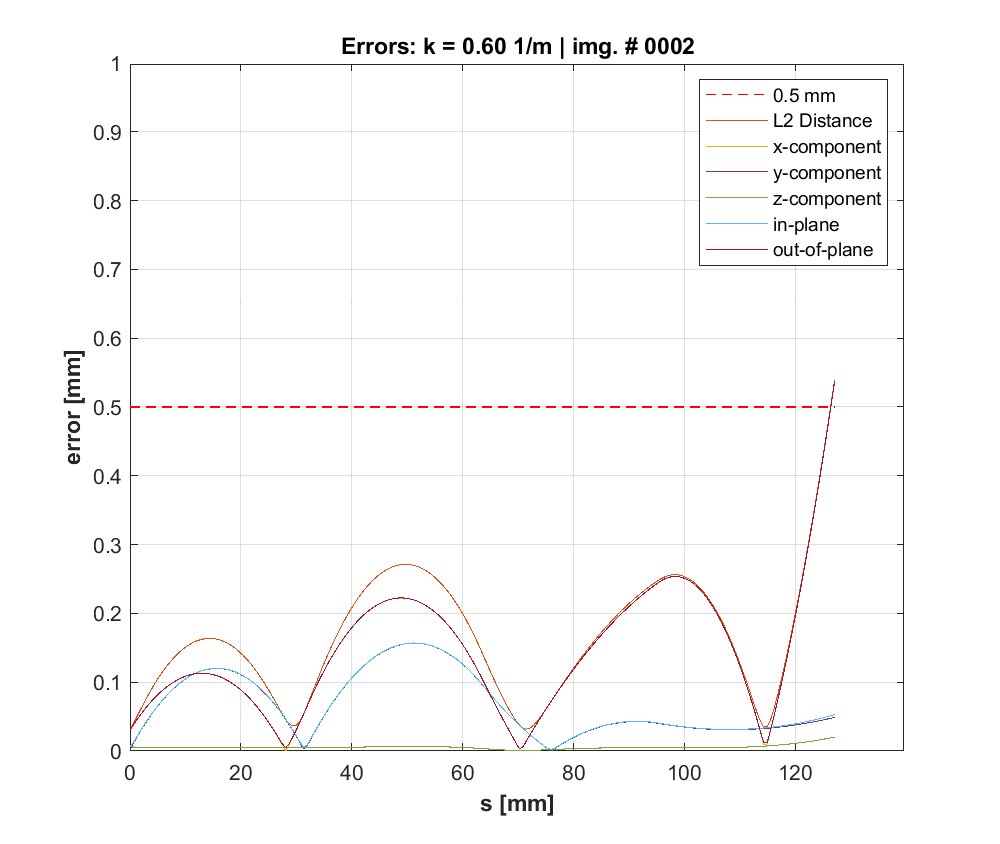 Errors: k = 0.60 1/m | img. # 0002
1
0.9
0.8
0.7
0.6
0.5
0.4
0.3
0.2
0.1
0
error [mm]
0.5 mm
L2 Distance
x-component
y-component
z-component
in-plane
out-of-plane
0 20 40 60 80 100 120
s [mm]